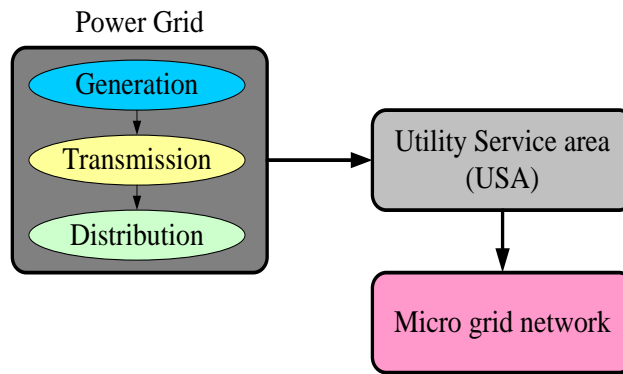 Power Grid
Generation
Transmission
Distribution
Utility Service area
(USA)
Micro grid network